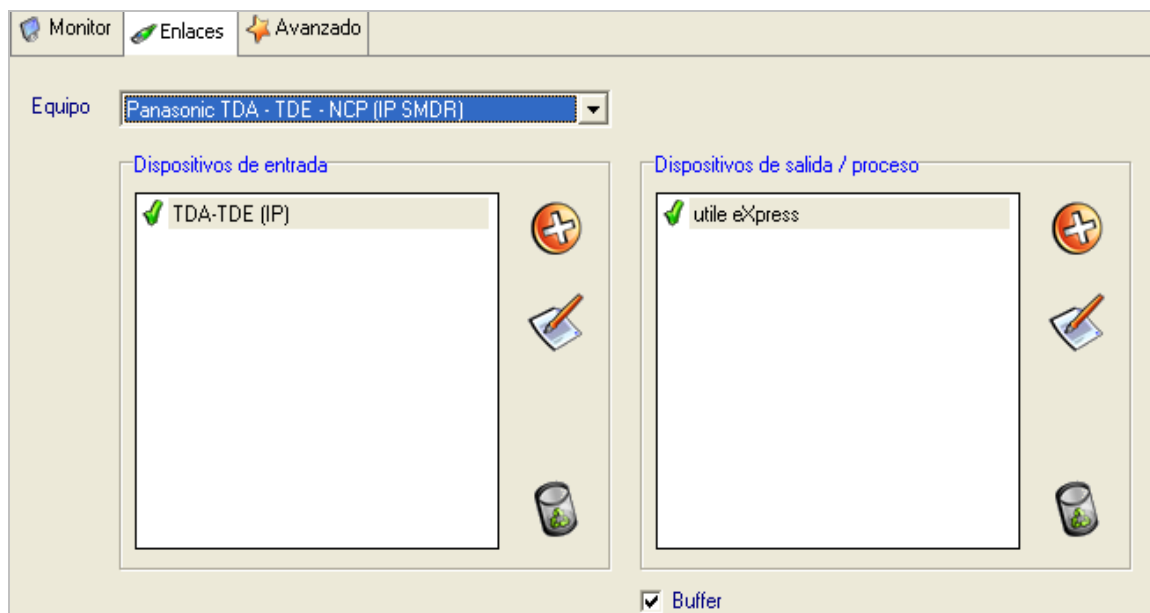 Monitor Enlaces Avanzado
Equipo Panasonic TDA - TDE - NCP (IP SMDR)
Dispositivos de entrada
TDA-TDE (IP)
Dispositivos de salida / proceso
utile eXpress
Buffer